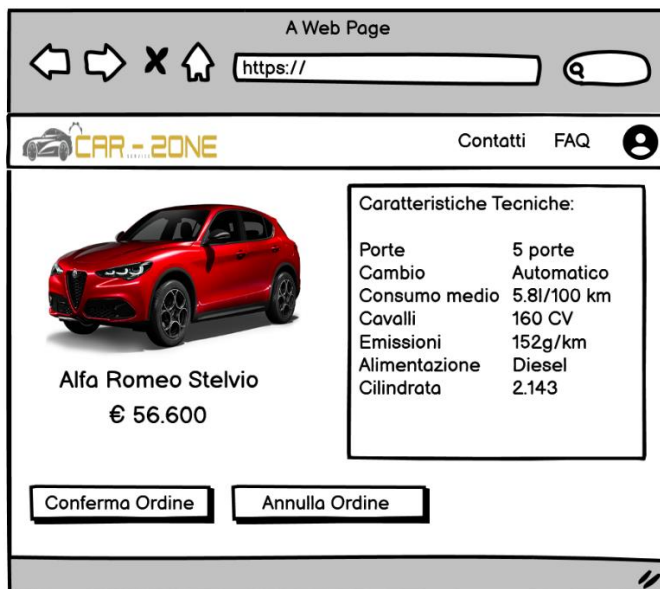 A Web Page
https://
CAR - ZONE
SERVICE
Contatti FAQ
Caratteristiche Tecniche:
Porte 5 porte
Cambio Automatico
Consumo medio 5.8l/100 km
Cavalli 160 CV
Emissioni 152g/km
Alimentazione Diesel
Cilindrata 2.143
Alfa Romeo Stelvio
€ 56.600
Conferma Ordine Annulla Ordine